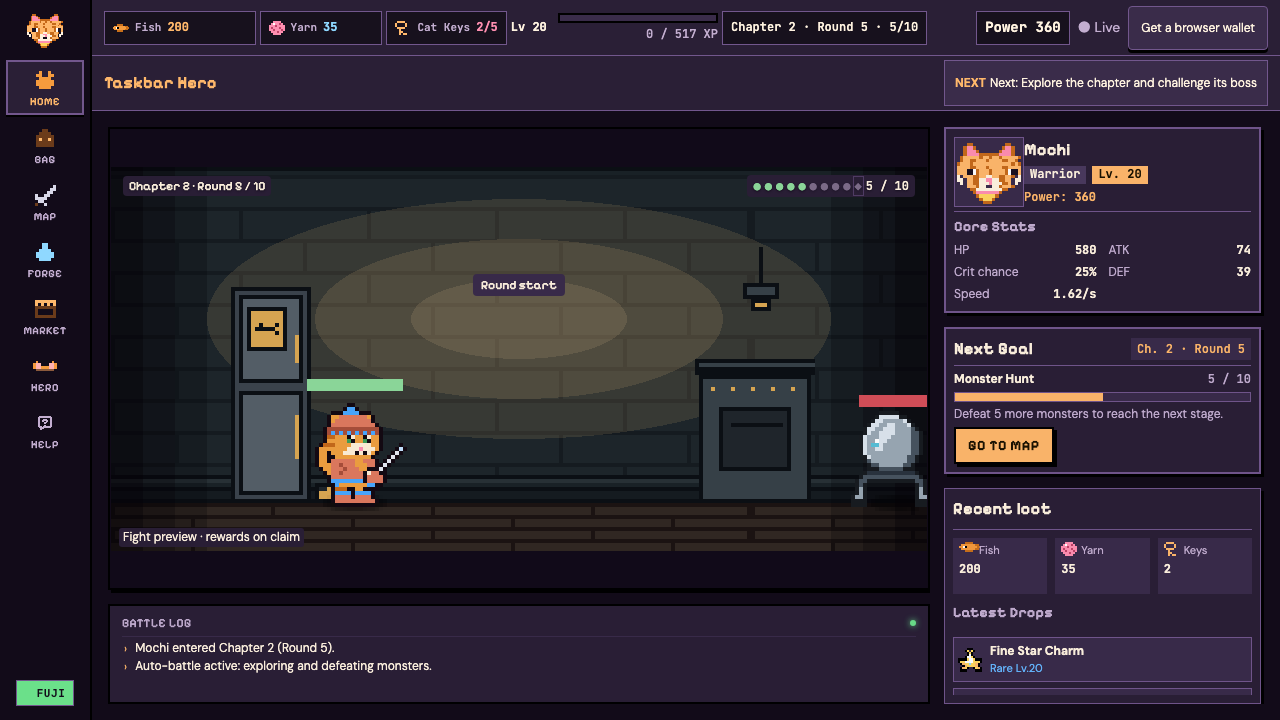 Fish 200
Yarn 35
Cat Keys 2/5
Lv 20
0 / 517 XP
Chapter 2 · Round 5 · 5/10
Power 360
Live
Get a browser wallet
Taskbar Hero
NEXT Next: Explore the chapter and challenge its boss
HOME
BAG
MAP
FORGE
MARKET
HERO
HELP
FUJI
Chapter 2 · Round 5 / 10
5 / 10
Round start
Fight preview · rewards on claim
BATTLE LOG
› Mochi entered Chapter 2 (Round 5).
› Auto-battle active: exploring and defeating monsters.
Mochi
Warrior Lv. 20
Power: 360
Core Stats
HP 580 ATK 74
Crit chance 25% DEF 39
Speed 1.62/s
Next Goal
Ch. 2 · Round 5
Monster Hunt 5 / 10
Defeat 5 more monsters to reach the next stage.
GO TO MAP
Recent loot
Fish 200
Yarn 35
Keys 2
Latest Drops
Fine Star Charm
Rare Lv.20